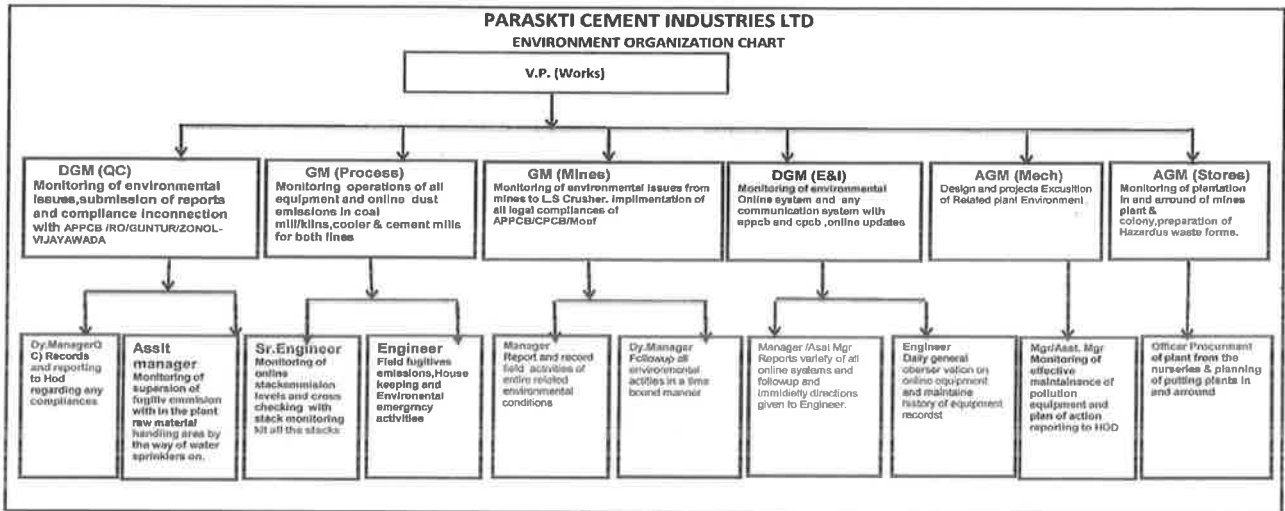 PARASKTI CEMENT INDUSTRIES LTD
ENVIRONMENT ORGANIZATION CHART
V.P. (Works)
DGM (QC)
Monitoring of environmental
issues,submission of reports
and compliance inconnection
with APPCB /RO/GUNTUR/ZONOL-
VIJAYAWADA
GM (Process)
Monitoring operations of all
equipment and online dust
emissions in coal
mill/kilns,cooler & cement mills
for both lines
GM (Mines)
Monitoring of environmental issues from
mines to L.S Crusher. Implimentation of
all legal compliances of
APPCB/CPCB/Moof
DGM (E&I)
Monitoring of environmental
Online system and any
communication system with
appcb and cpcb ,online updates
AGM (Mech)
Design and projects Excusition
of Related plant Environment
AGM (Stores)
Monitoring of plantation
in and arround of mines
plant &
colony,preparation of
Hazardus waste forms.
Dy.ManagerQ
C) Records
and reporting
to Hod
regarding any
compliances
Assit
manager
Monitoring of
supersion of
fugitiy emmision
with in the plant
raw material
handling area by
the way of water
sprinklers on.
Sr.Engineer
Monitoring of
online
stackemmision
levels and cross
checking with
stack monitoring
kit all the stacks
Engineer
Field fugitives
emissions,House
keeping and
Environental
emergrncy
activities
Manager
Report and record
field activities of
entire related
environmental
conditions
Dy.Manager
Followup all
environmental
actities in a time
bound manner
Manager /Asat Mgr
Reports variety of all
online systems and
followup and
immidietly directions
given to Engineer.
Engineer
Daily general
oberser vation on
online equipment
and maintaine
history of equipment
recordst
Mgr/Asst. Mgr
Monitoring of
effective
maintainance of
pollution
equipment and
plan of action
reporting to HOD
Officer Procurnment
of plant from the
nurseries & planning
of putting plants in
and arround